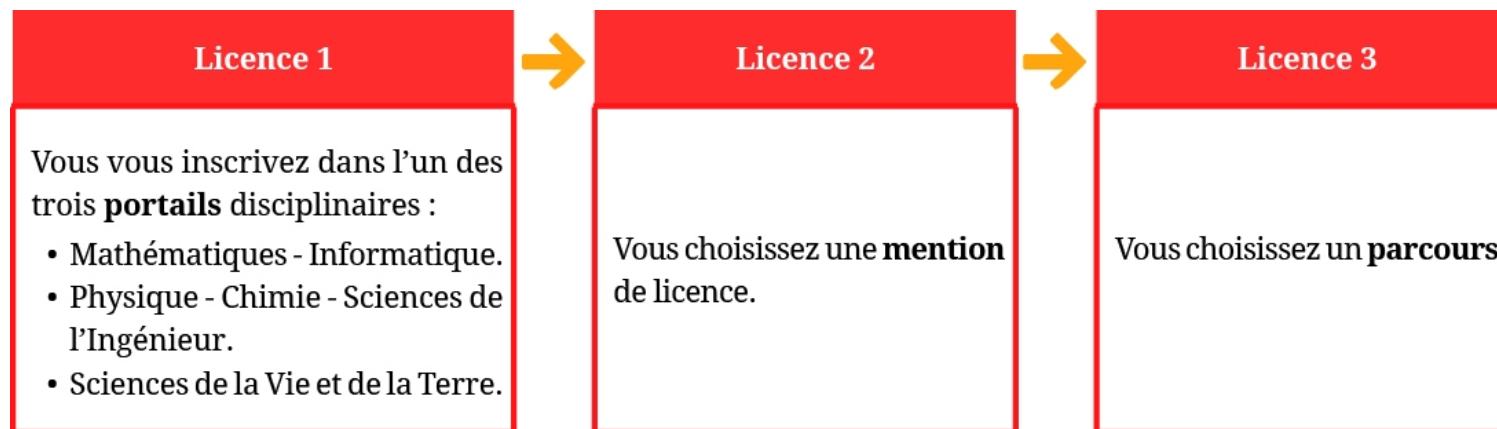 Licence 1
Vous vous inscrivez dans l’un des
trois portails disciplinaires :
• Mathématiques - Informatique.
• Physique - Chimie - Sciences de
l’Ingénieur.
• Sciences de la Vie et de la Terre.
Licence 2
Vous choisissez une mention
de licence.
Licence 3
Vous choisissez un parcours